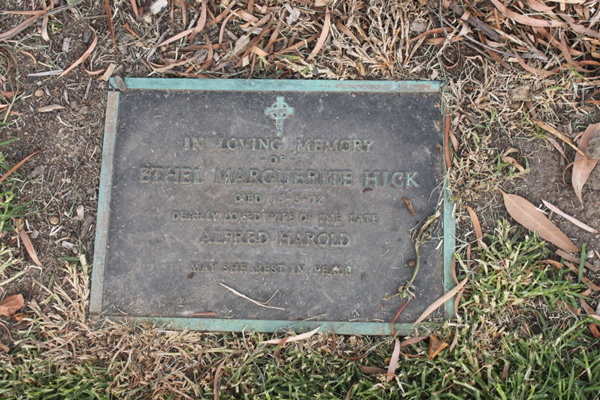 IN LOVING MEMORY
OF
ETHEL MARGUERITE HICK
DIED
DEARLY LOVED WIFE OF THE LATE
ALFRED HAROLD
MAY SHE REST IN PEACE